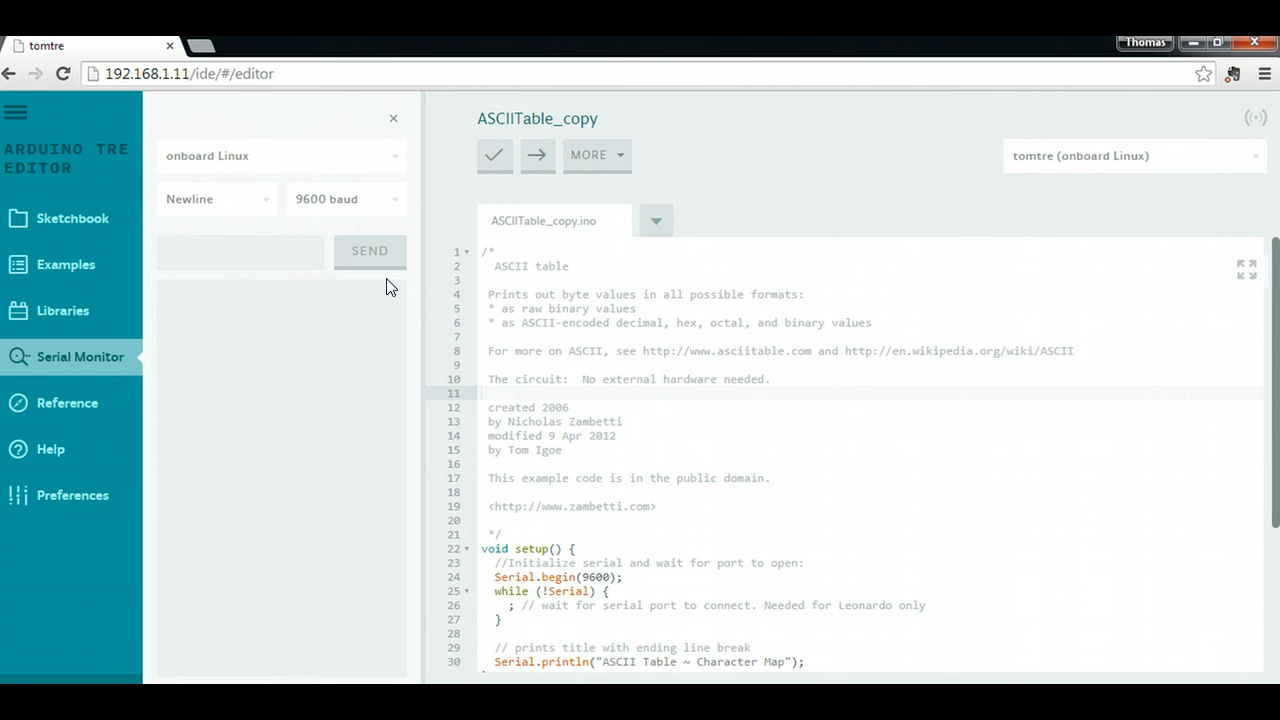 tomtre
Thomas
192.168.1.11/ide/#/editor
ARDUINO TRE
EDITOR
Sketchbook
Examples
Libraries
Serial Monitor
Reference
Help
Preferences
onboard Linux
Newline
9600 baud
SEND
ASCIITable_copy
MORE
tomtre (onboard Linux)
ASCIITable_copy.ino
1 /*
2 ASCII table
3
4 Prints out byte values in all possible formats:
5 * as raw binary values
6 * as ASCII-encoded decimal, hex, octal, and binary values
7
8 For more on ASCII, see http://www.asciitable.com and http://en.wikipedia.org/wiki/ASCII
9
10 The circuit:  No external hardware needed.
11
12 created 2006
13 by Nicholas Zambetti
14 modified 9 Apr 2012
15 by Tom Igoe
16
17 This example code is in the public domain.
18
19 <http://www.zambetti.com>
20
21 */
22 void setup() {
23 //Initialize serial and wait for port to open:
24 Serial.begin(9600);
25 while (!Serial) {
26 ; // wait for serial port to connect. Needed for Leonardo only
27 }
28
29 // prints title with ending line break
30 Serial.println("ASCII Table ~ Character Map");